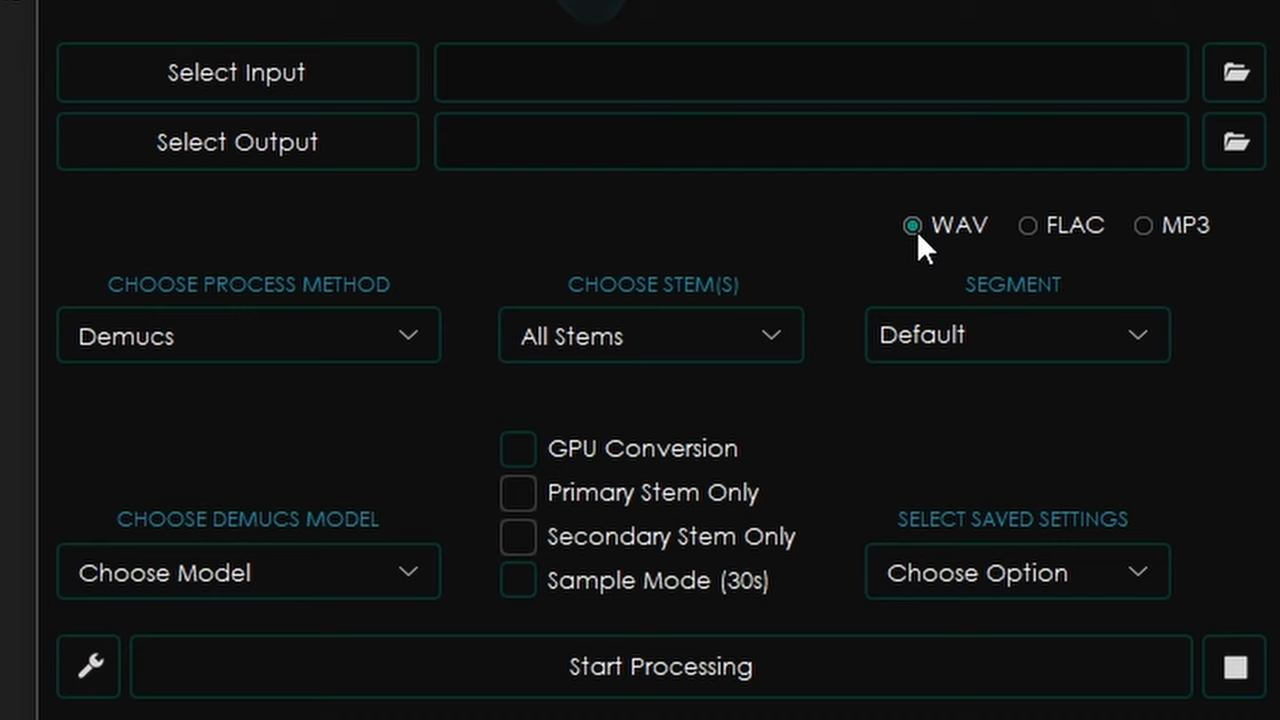 Select Input
Select Output
WAV FLAC MP3
CHOOSE PROCESS METHOD CHOOSE STEM(S) SEGMENT
Demucs All Stems Default
GPU Conversion
Primary Stem Only
CHOOSE DEMUCS MODEL Secondary Stem Only SELECT SAVED SETTINGS
Choose Model Sample Mode (30s) Choose Option
Start Processing